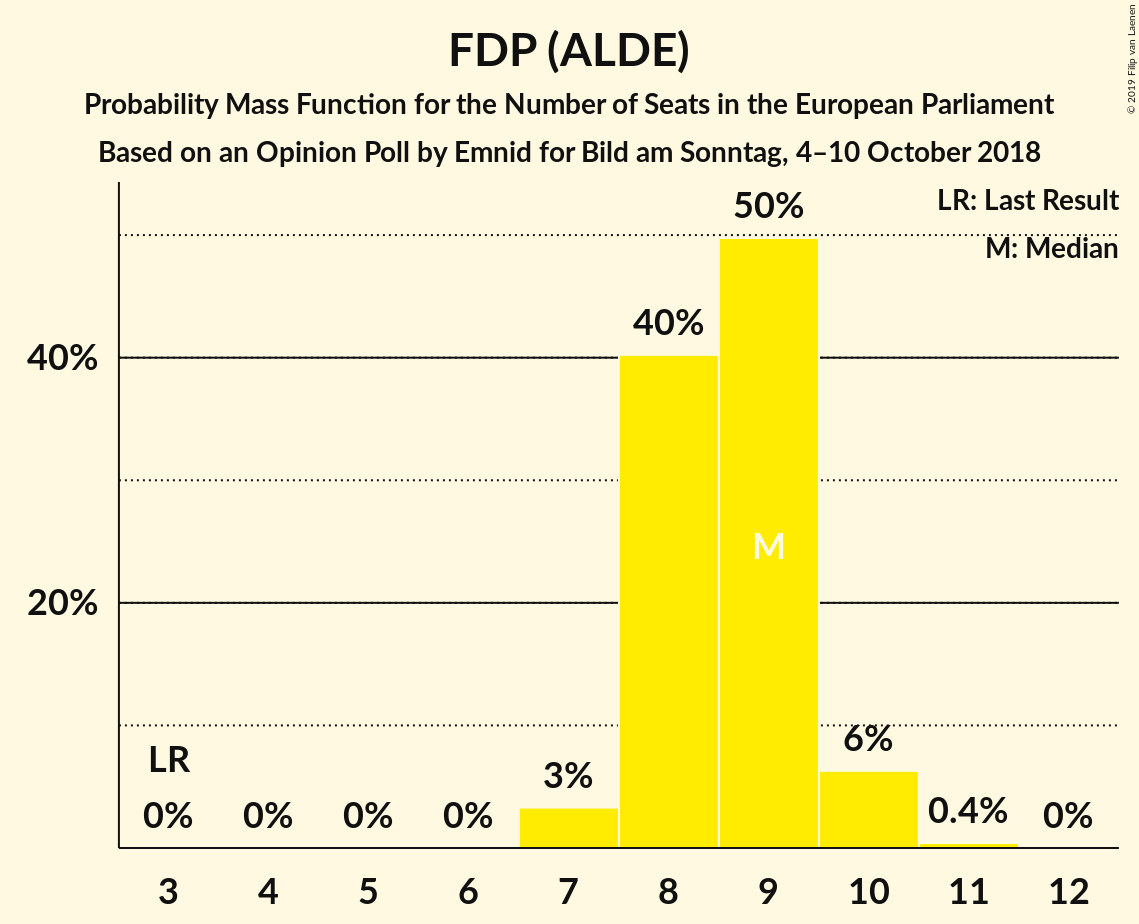 FDP (ALDE)
Probability Mass Function for the Number of Seats in the European Parliament
Based on an Opinion Poll by Emnid for Bild am Sonntag, 4–10 October 2018
© 2019 Filip van Laenen
LR: Last Result
M: Median
50%
40%
40%
20%
M
LR
0%
0%
0%
0%
3%
6%
0.4%
0%
3 4 5 6 7 8 9 10 11 12